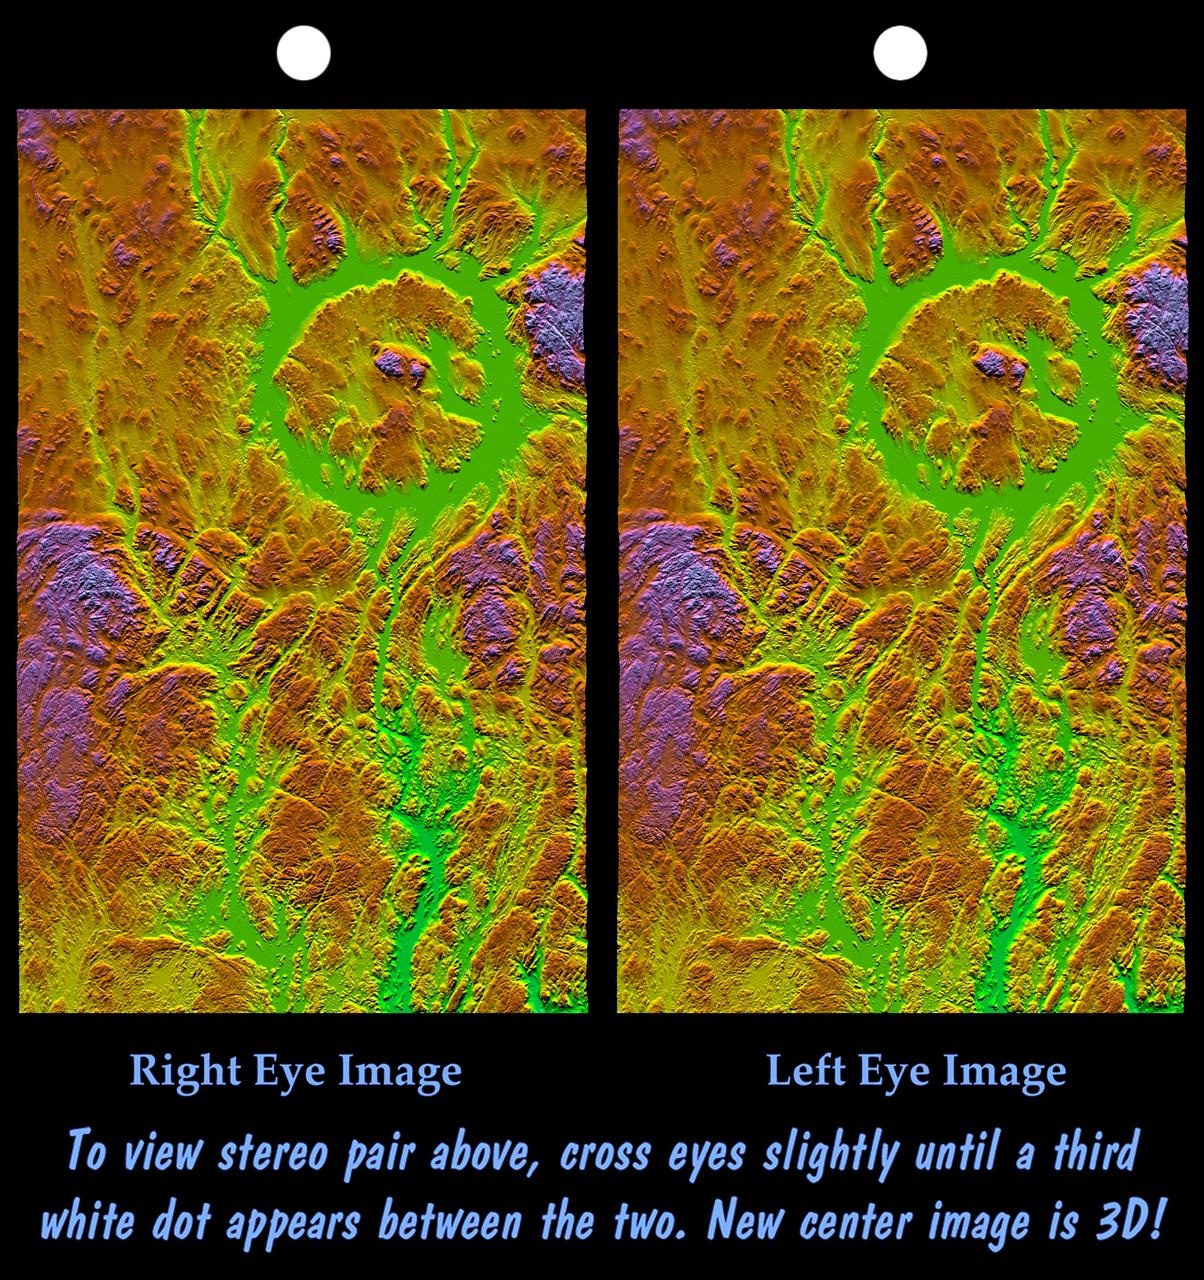 Right Eye Image
Left Eye Image
To view stereo pair above, cross eyes slightly until a third
white dot appears between the two. New center image is 3D!